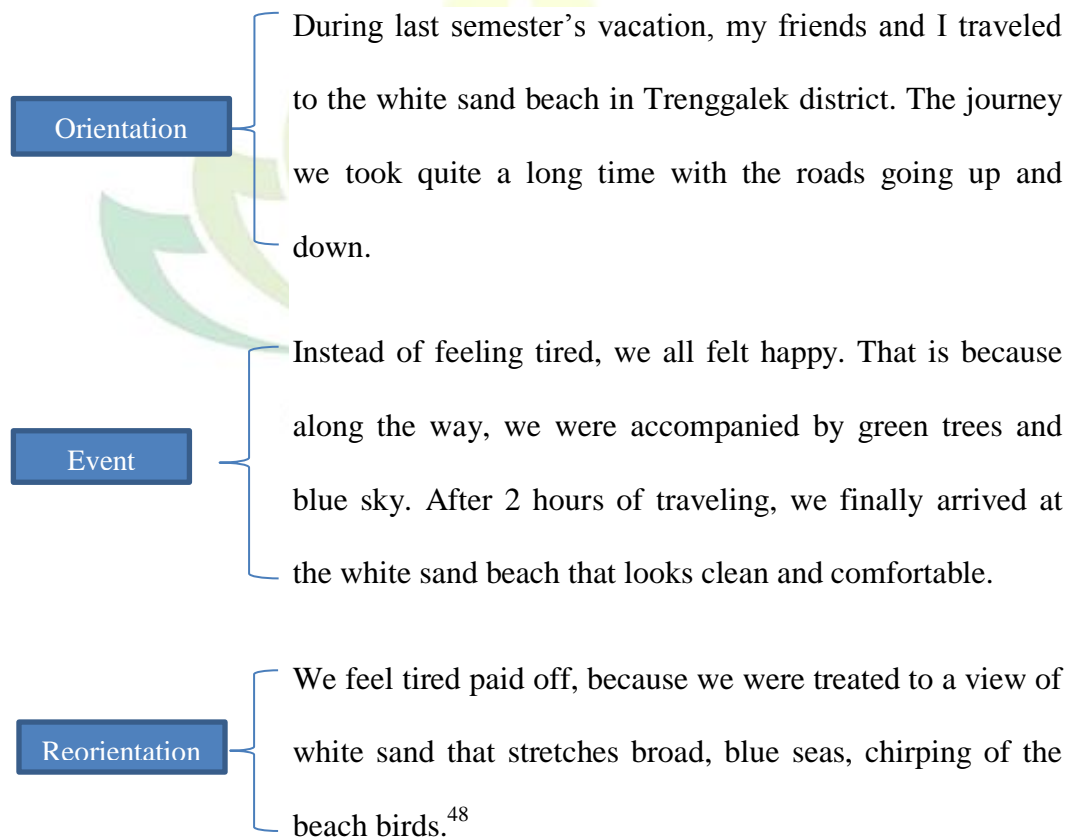 During last semester’s vacation, my friends and I traveled
to the white sand beach in Trenggalek district. The journey
Orientation
we took quite a long time with the roads going up and
down.
Instead of feeling tired, we all felt happy. That is because
along the way, we were accompanied by green trees and
Event
blue sky. After 2 hours of traveling, we finally arrived at
the white sand beach that looks clean and comfortable.
We feel tired paid off, because we were treated to a view of
Reorientation
white sand that stretches broad, blue seas, chirping of the
beach birds.48